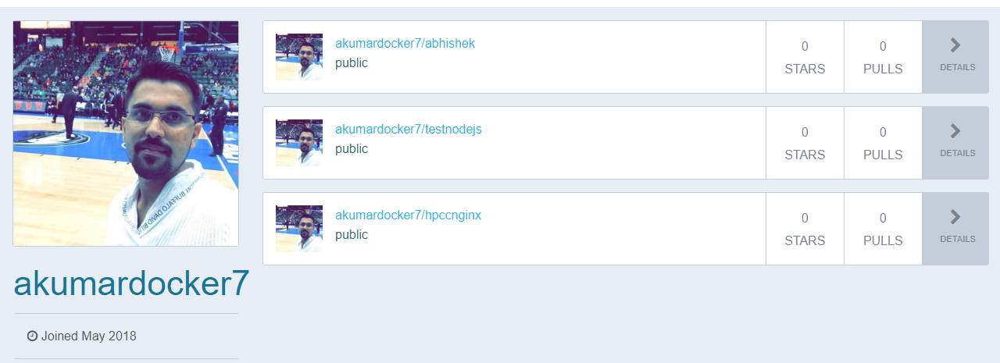 akumardocker7
Joined May 2018
akumardocker7/abhishek
public
0
STARS
0
PULLS
DETAILS
akumardocker7/testnodejs
public
0
STARS
0
PULLS
DETAILS
akumardocker7/hpccnginx
public
0
STARS
0
PULLS
DETAILS